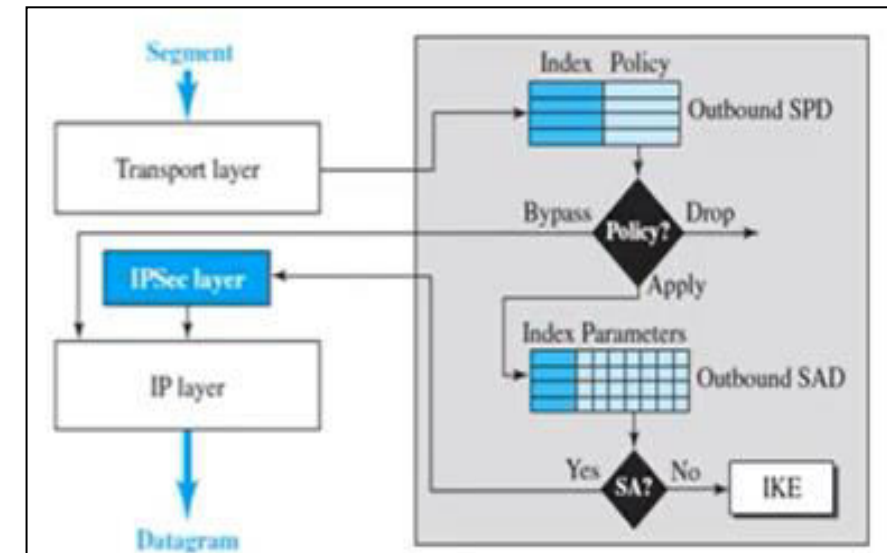 Segment
Index Policy
Outbound SPD
Transport layer
Bypass
Policy?
Drop
IPSec layer
Apply
Index Parameters
IP layer
Outbound SAD
Yes
SA?
No
IKE
Datagram